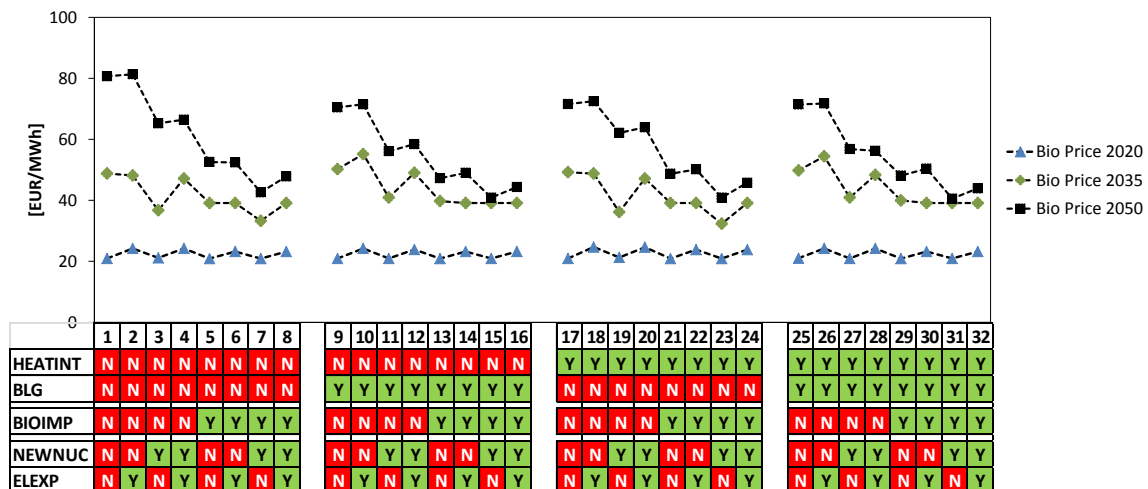 100
80
60
40
20
0
[EUR/MWh]
Bio Price 2020
Bio Price 2035
Bio Price 2050
1 2 3 4 5 6 7 8 9 10 11 12 13 14 15 16 17 18 19 20 21 22 23 24 25 26 27 28 29 30 31 32
HEATINT N N N N N N N N N N N N N N N N Y Y Y Y Y Y Y Y Y Y Y Y Y Y Y Y
BLG N N N N N N N N Y Y Y Y Y Y Y Y N N N N N N N N Y Y Y Y Y Y Y Y
BIOIMP N N N N Y Y Y Y N N N N Y Y Y Y N N N N Y Y Y Y N N N N Y Y Y Y
NEWNUC N N Y Y N N Y Y N N Y Y N N Y Y N N Y Y N N Y Y N N Y Y N N Y Y
ELEXP N Y N Y N Y N Y N Y N Y N Y N Y N Y N Y N Y N Y N Y N Y N Y N Y